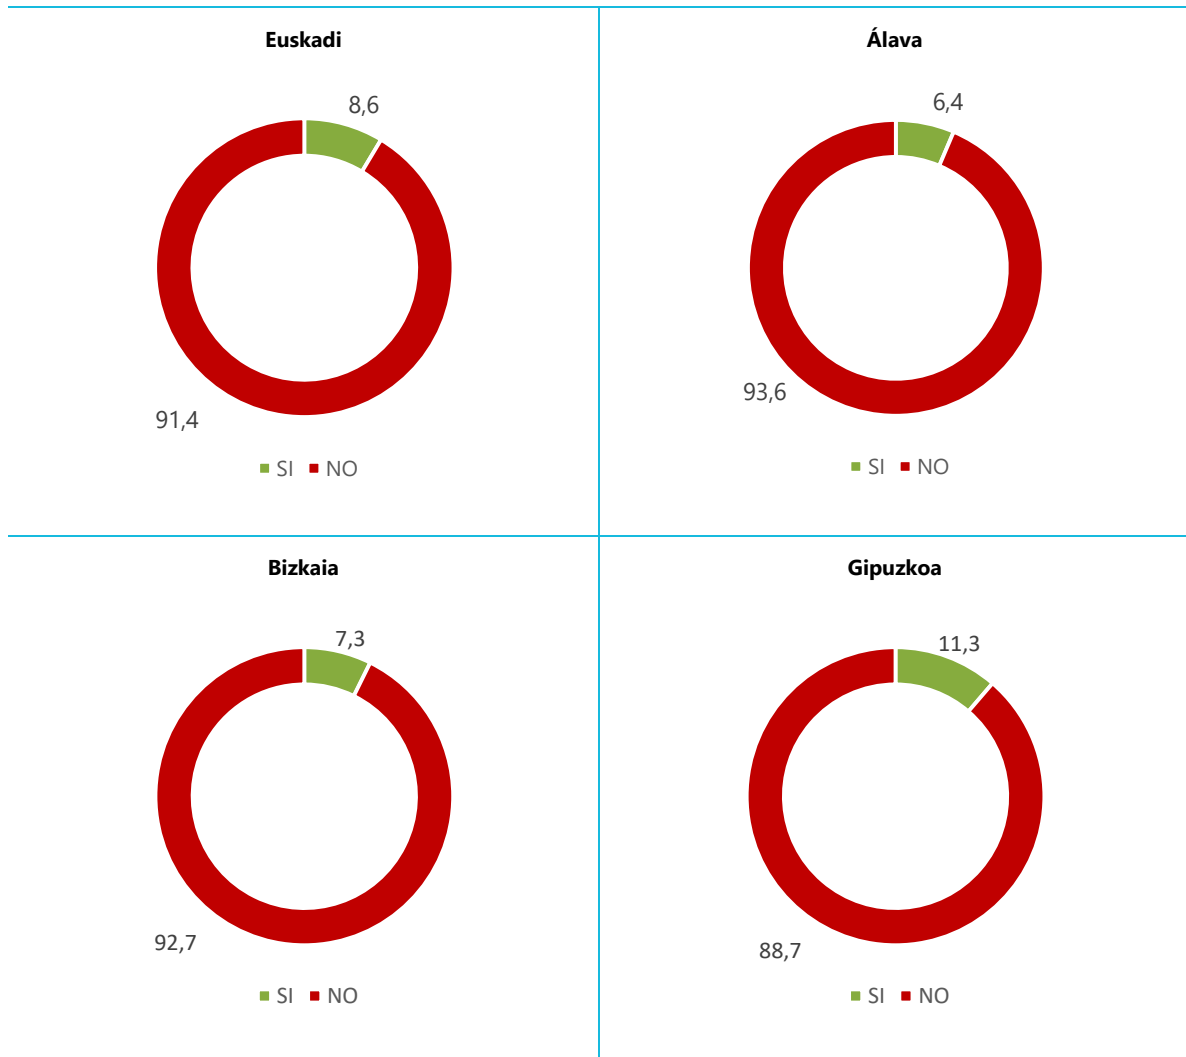 Euskadi
8,6
91,4
SI NO
Álava
6,4
93,6
SI NO
Bizkaia
7,3
92,7
SI NO
Gipuzkoa
11,3
88,7
SI NO